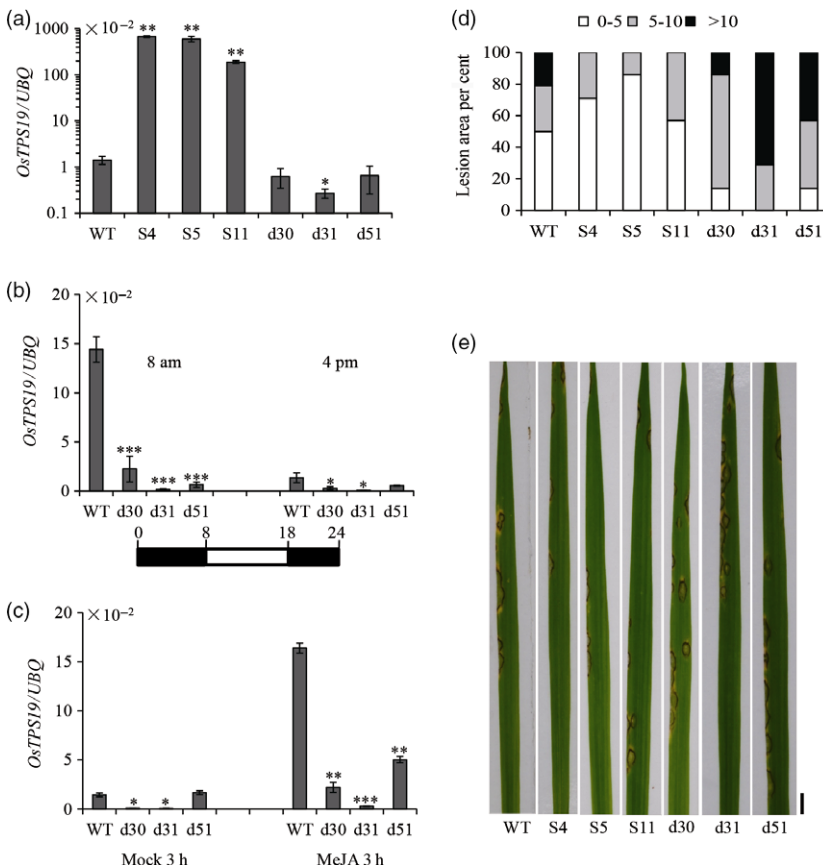 (a)
× 10⁻²
OsTPS19/UBQ
1000
100
10
1
0.1
** ** ** *
WT S4 S5 S11 d30 d31 d51
(b)
× 10⁻²
OsTPS19/UBQ
20
15
10
5
0
8 am 4 pm
*** *** *** * *
WT d30 d31 d51 WT d30 d31 d51
0 8 18 24
(c)
× 10⁻²
OsTPS19/UBQ
20
15
10
5
0
* * ** *** **
WT d30 d31 d51 WT d30 d31 d51
Mock 3 h MeJA 3 h
(d)
0-5 5-10 >10
Lesion area per cent
100
80
60
40
20
0
WT S4 S5 S11 d30 d31 d51
(e)
WT S4 S5 S11 d30 d31 d51